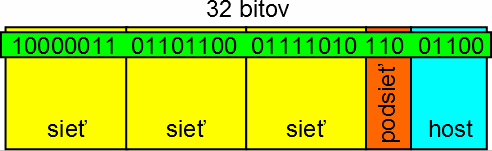 32 bitov
10000011 01101100 01111010 110 01100
sieť sieť sieť podsieť host